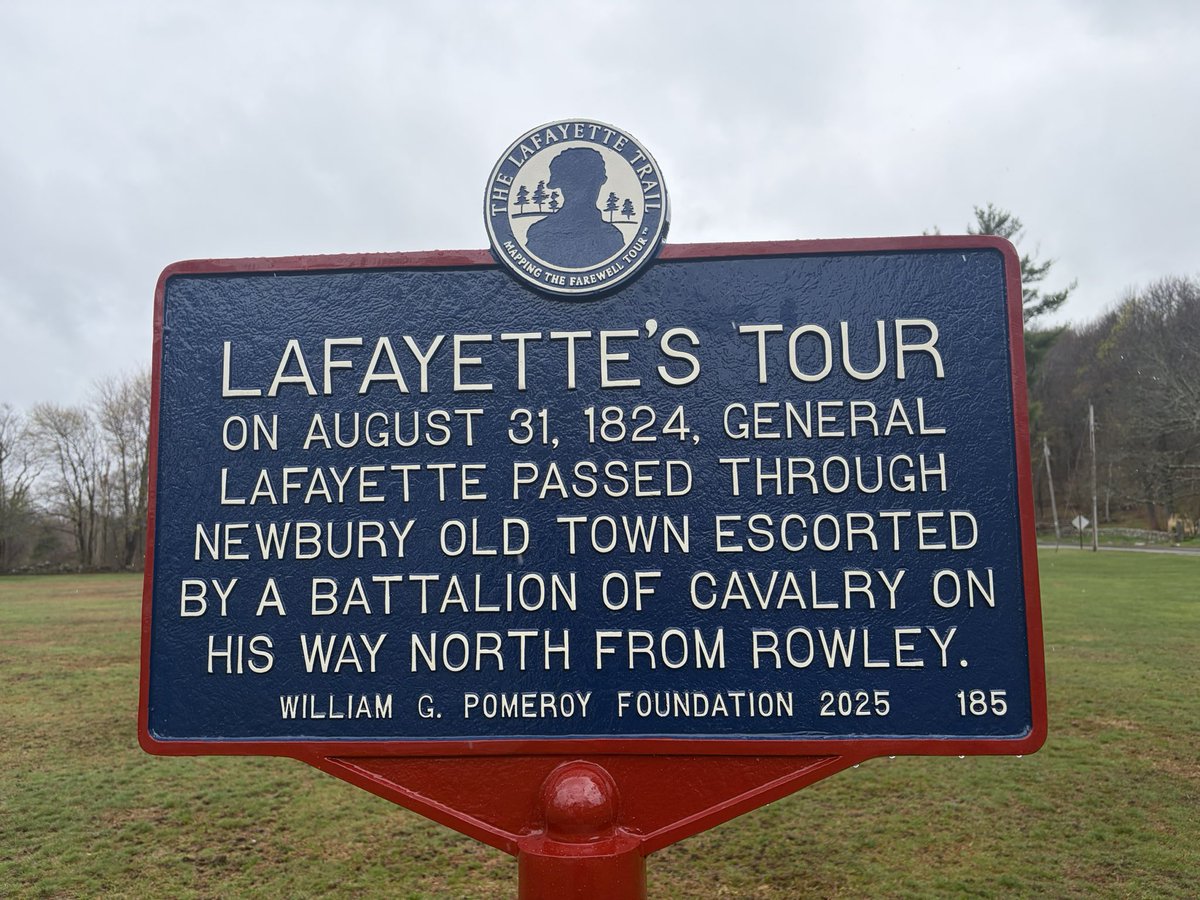 THE LAFAYETTE TRAIL
MAPPING THE FAREWELL TOUR™
LAFAYETTE'S TOUR
ON AUGUST 31, 1824, GENERAL
LAFAYETTE PASSED THROUGH
NEWBURY OLD TOWN ESCORTED
BY A BATTALION OF CAVALRY ON
HIS WAY NORTH FROM ROWLEY.
WILLIAM G. POMEROY FOUNDATION 2025 185